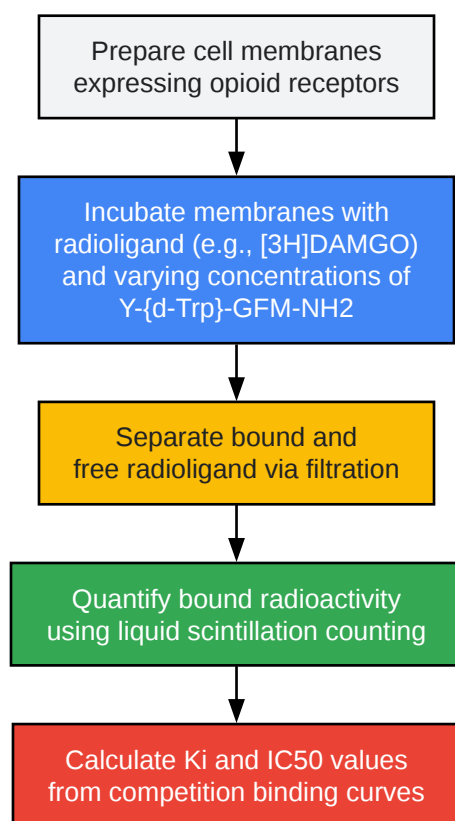 Prepare cell membranes
expressing opioid receptors
Incubate membranes with
radioligand (e.g., [3H]DAMGO)
and varying concentrations of
Y-{d-Trp}-GFM-NH2
Separate bound and
free radioligand via filtration
Quantify bound radioactivity
using liquid scintillation counting
Calculate Ki and IC50 values
from competition binding curves